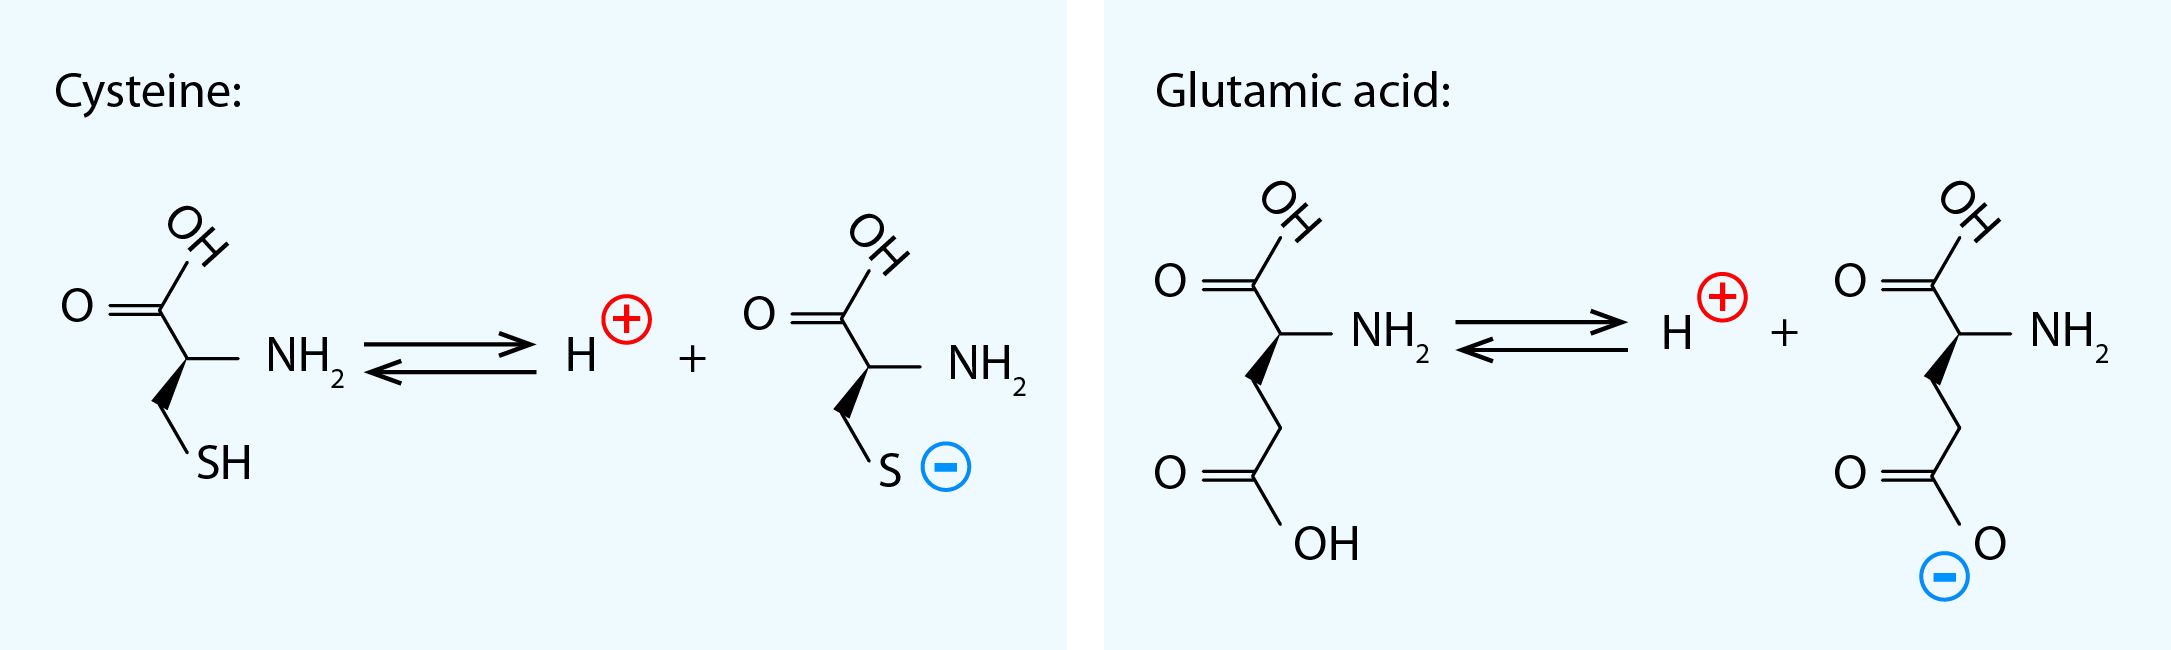 Cysteine:
OH
O
NH₂
SH
H
+
+
OH
O
NH₂
S
-
Glutamic acid:
OH
O
NH₂
O
OH
H
+
+
OH
O
NH₂
O
O
-